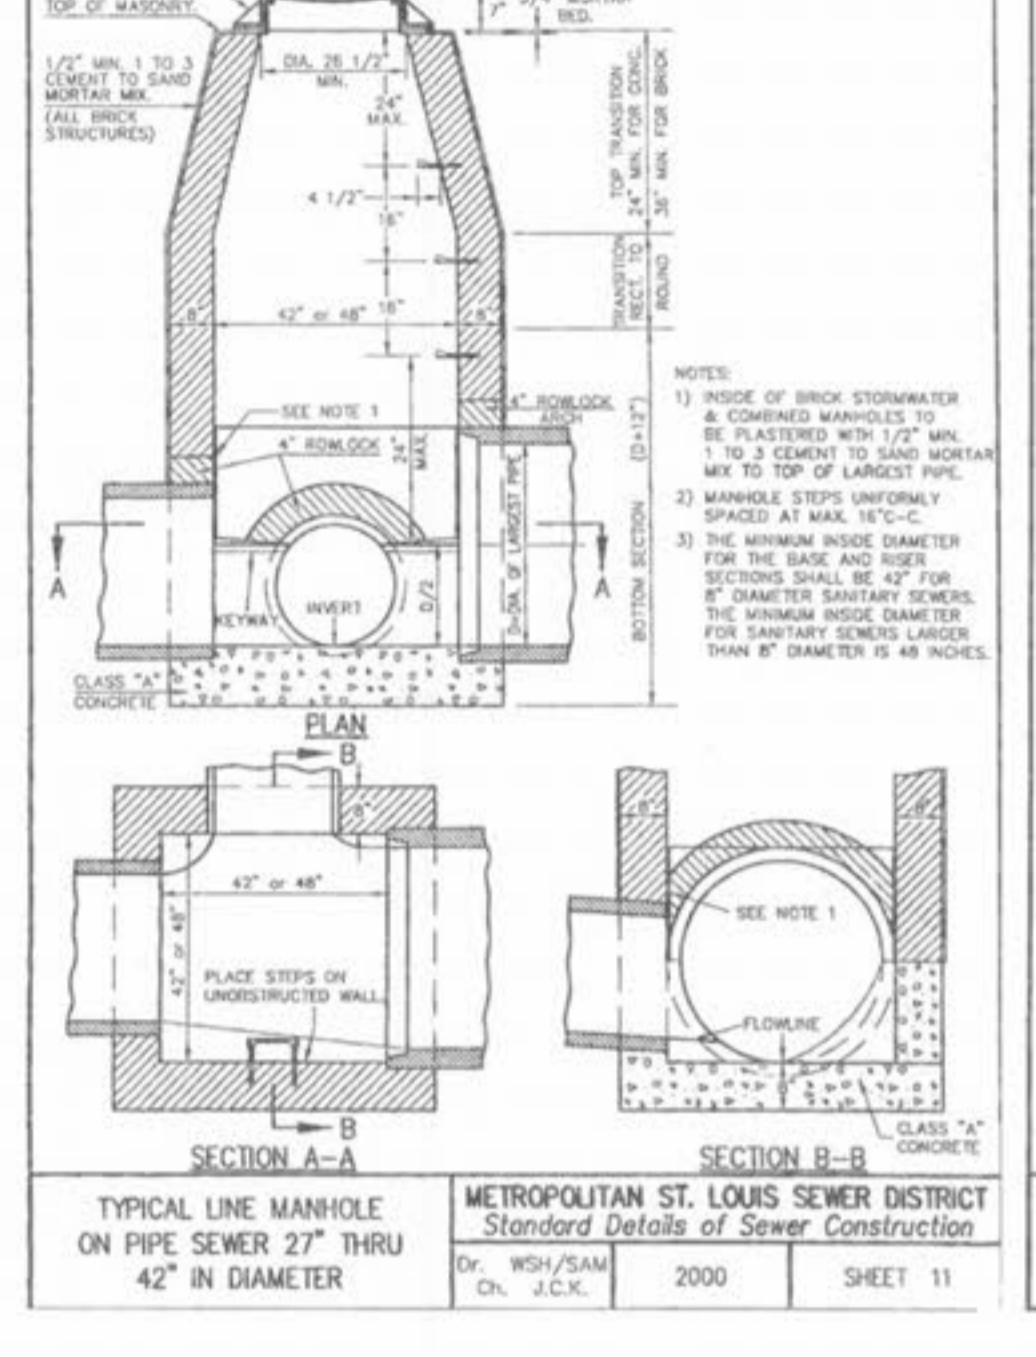 TOP OF MASONRY.
7"
BED.
1/2" MIN. 1 TO 3
CEMENT TO SAND
MORTAR MIX.
(ALL BRICK
STRUCTURES)
DIA. 26 1/2"
MIN.
24"
MAX.
4 1/2"
16"
16"
8"
42" or 48"
8"
TOP TRANSITION
24" MIN. FOR CONC.
36" MIN. FOR BRICK
TRANSITION
RECT. TO
ROUND
BOTTOM SECTION (D+12")
SEE NOTE 1
4" ROWLOCK
4" ROWLOCK
ARCH
24"
MAX.
D=DIA. OF LARGEST PIPE
D/2
A
A
KEYWAY
INVERT
CLASS "A"
CONCRETE
NOTES:
1) INSIDE OF BRICK STORMWATER
& COMBINED MANHOLES TO
BE PLASTERED WITH 1/2" MIN.
1 TO 3 CEMENT TO SAND MORTAR
MIX TO TOP OF LARGEST PIPE.
2) MANHOLE STEPS UNIFORMLY
SPACED AT MAX. 16"C-C.
3) THE MINIMUM INSIDE DIAMETER
FOR THE BASE AND RISER
SECTIONS SHALL BE 42" FOR
8" DIAMETER SANITARY SEWERS.
THE MINIMUM INSIDE DIAMETER
FOR SANITARY SEWERS LARGER
THAN 8" DIAMETER IS 48 INCHES.
PLAN
B
8"
42" or 48"
42" or 48"
PLACE STEPS ON
UNOBSTRUCTED WALL
B
SECTION A-A
8"
8"
SEE NOTE 1
FLOWLINE
CLASS "A"
CONCRETE
SECTION B-B
TYPICAL LINE MANHOLE
ON PIPE SEWER 27" THRU
42" IN DIAMETER
METROPOLITAN ST. LOUIS SEWER DISTRICT
Standard Details of Sewer Construction
Dr. WSH/SAM
Ch. J.C.K.
2000
SHEET 11